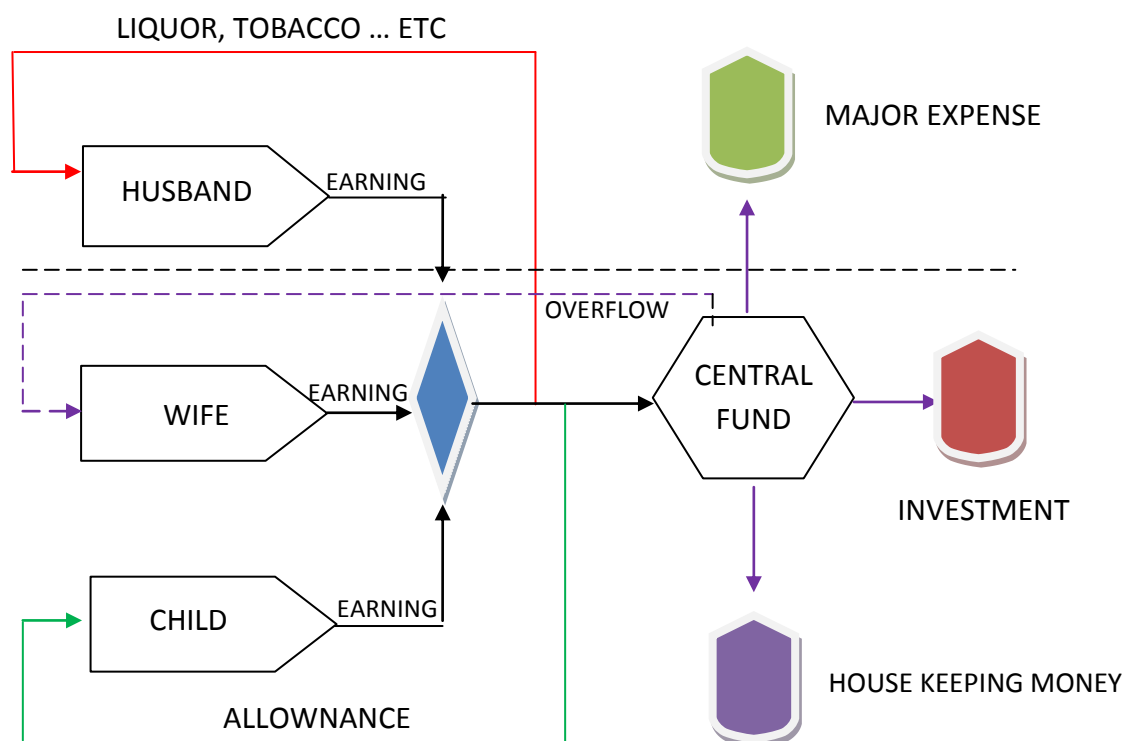 LIQUOR, TOBACCO ... ETC
MAJOR EXPENSE
HUSBAND
EARNING
OVERFLOW
WIFE
EARNING
CENTRAL
FUND
INVESTMENT
CHILD
EARNING
HOUSE KEEPING MONEY
ALLOWNANCE